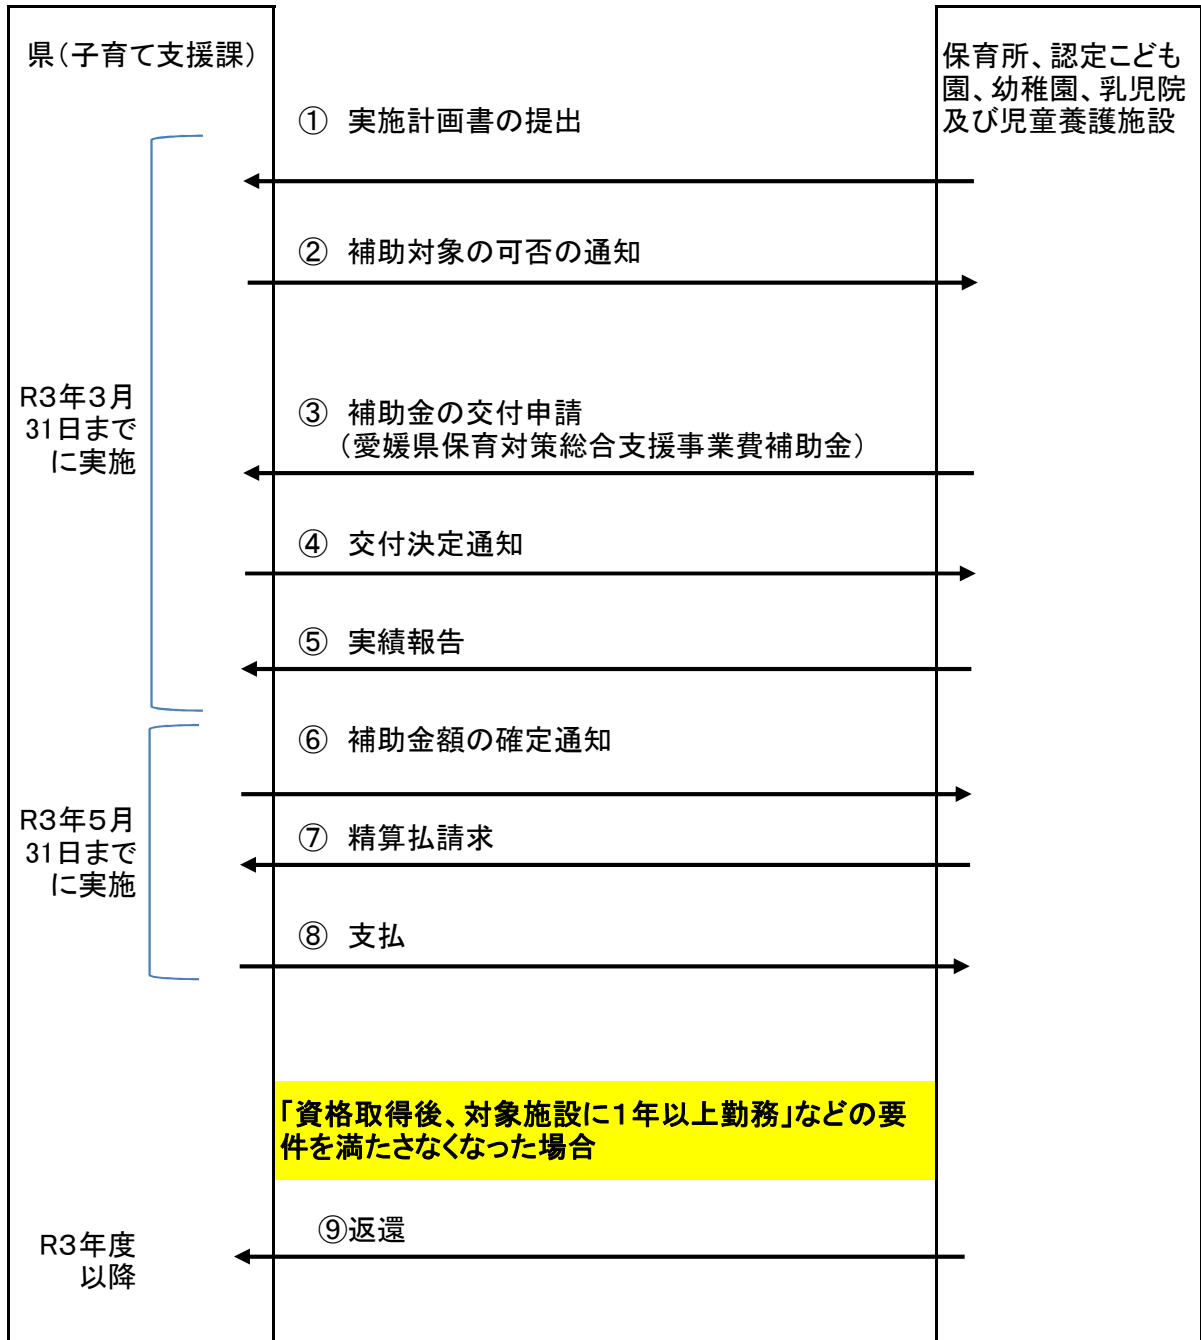 県（子育て支援課）
保育所、認定こども
園、幼稚園、乳児院
及び児童養護施設
① 実施計画書の提出
② 補助対象の可否の通知
R3年３月
31日まで
に実施
③ 補助金の交付申請
（愛媛県保育対策総合支援事業費補助金）
④ 交付決定通知
⑤ 実績報告
⑥ 補助金額の確定通知
R3年５月
31日まで
に実施
⑦ 精算払請求
⑧ 支払
「資格取得後、対象施設に１年以上勤務」などの要
件を満たさなくなった場合
⑨返還
R3年度
以降